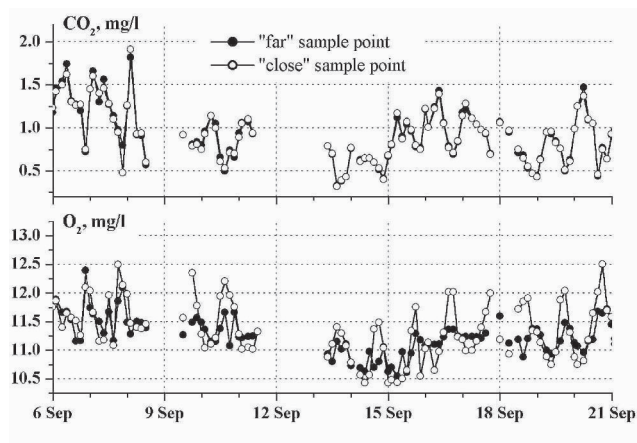 CO₂, mg/l
"far" sample point
"close" sample point
2.0
1.5
1.0
0.5
O₂, mg/l
13.0
12.5
12.0
11.5
11.0
10.5
6 Sep 9 Sep 12 Sep 15 Sep 18 Sep 21 Sep